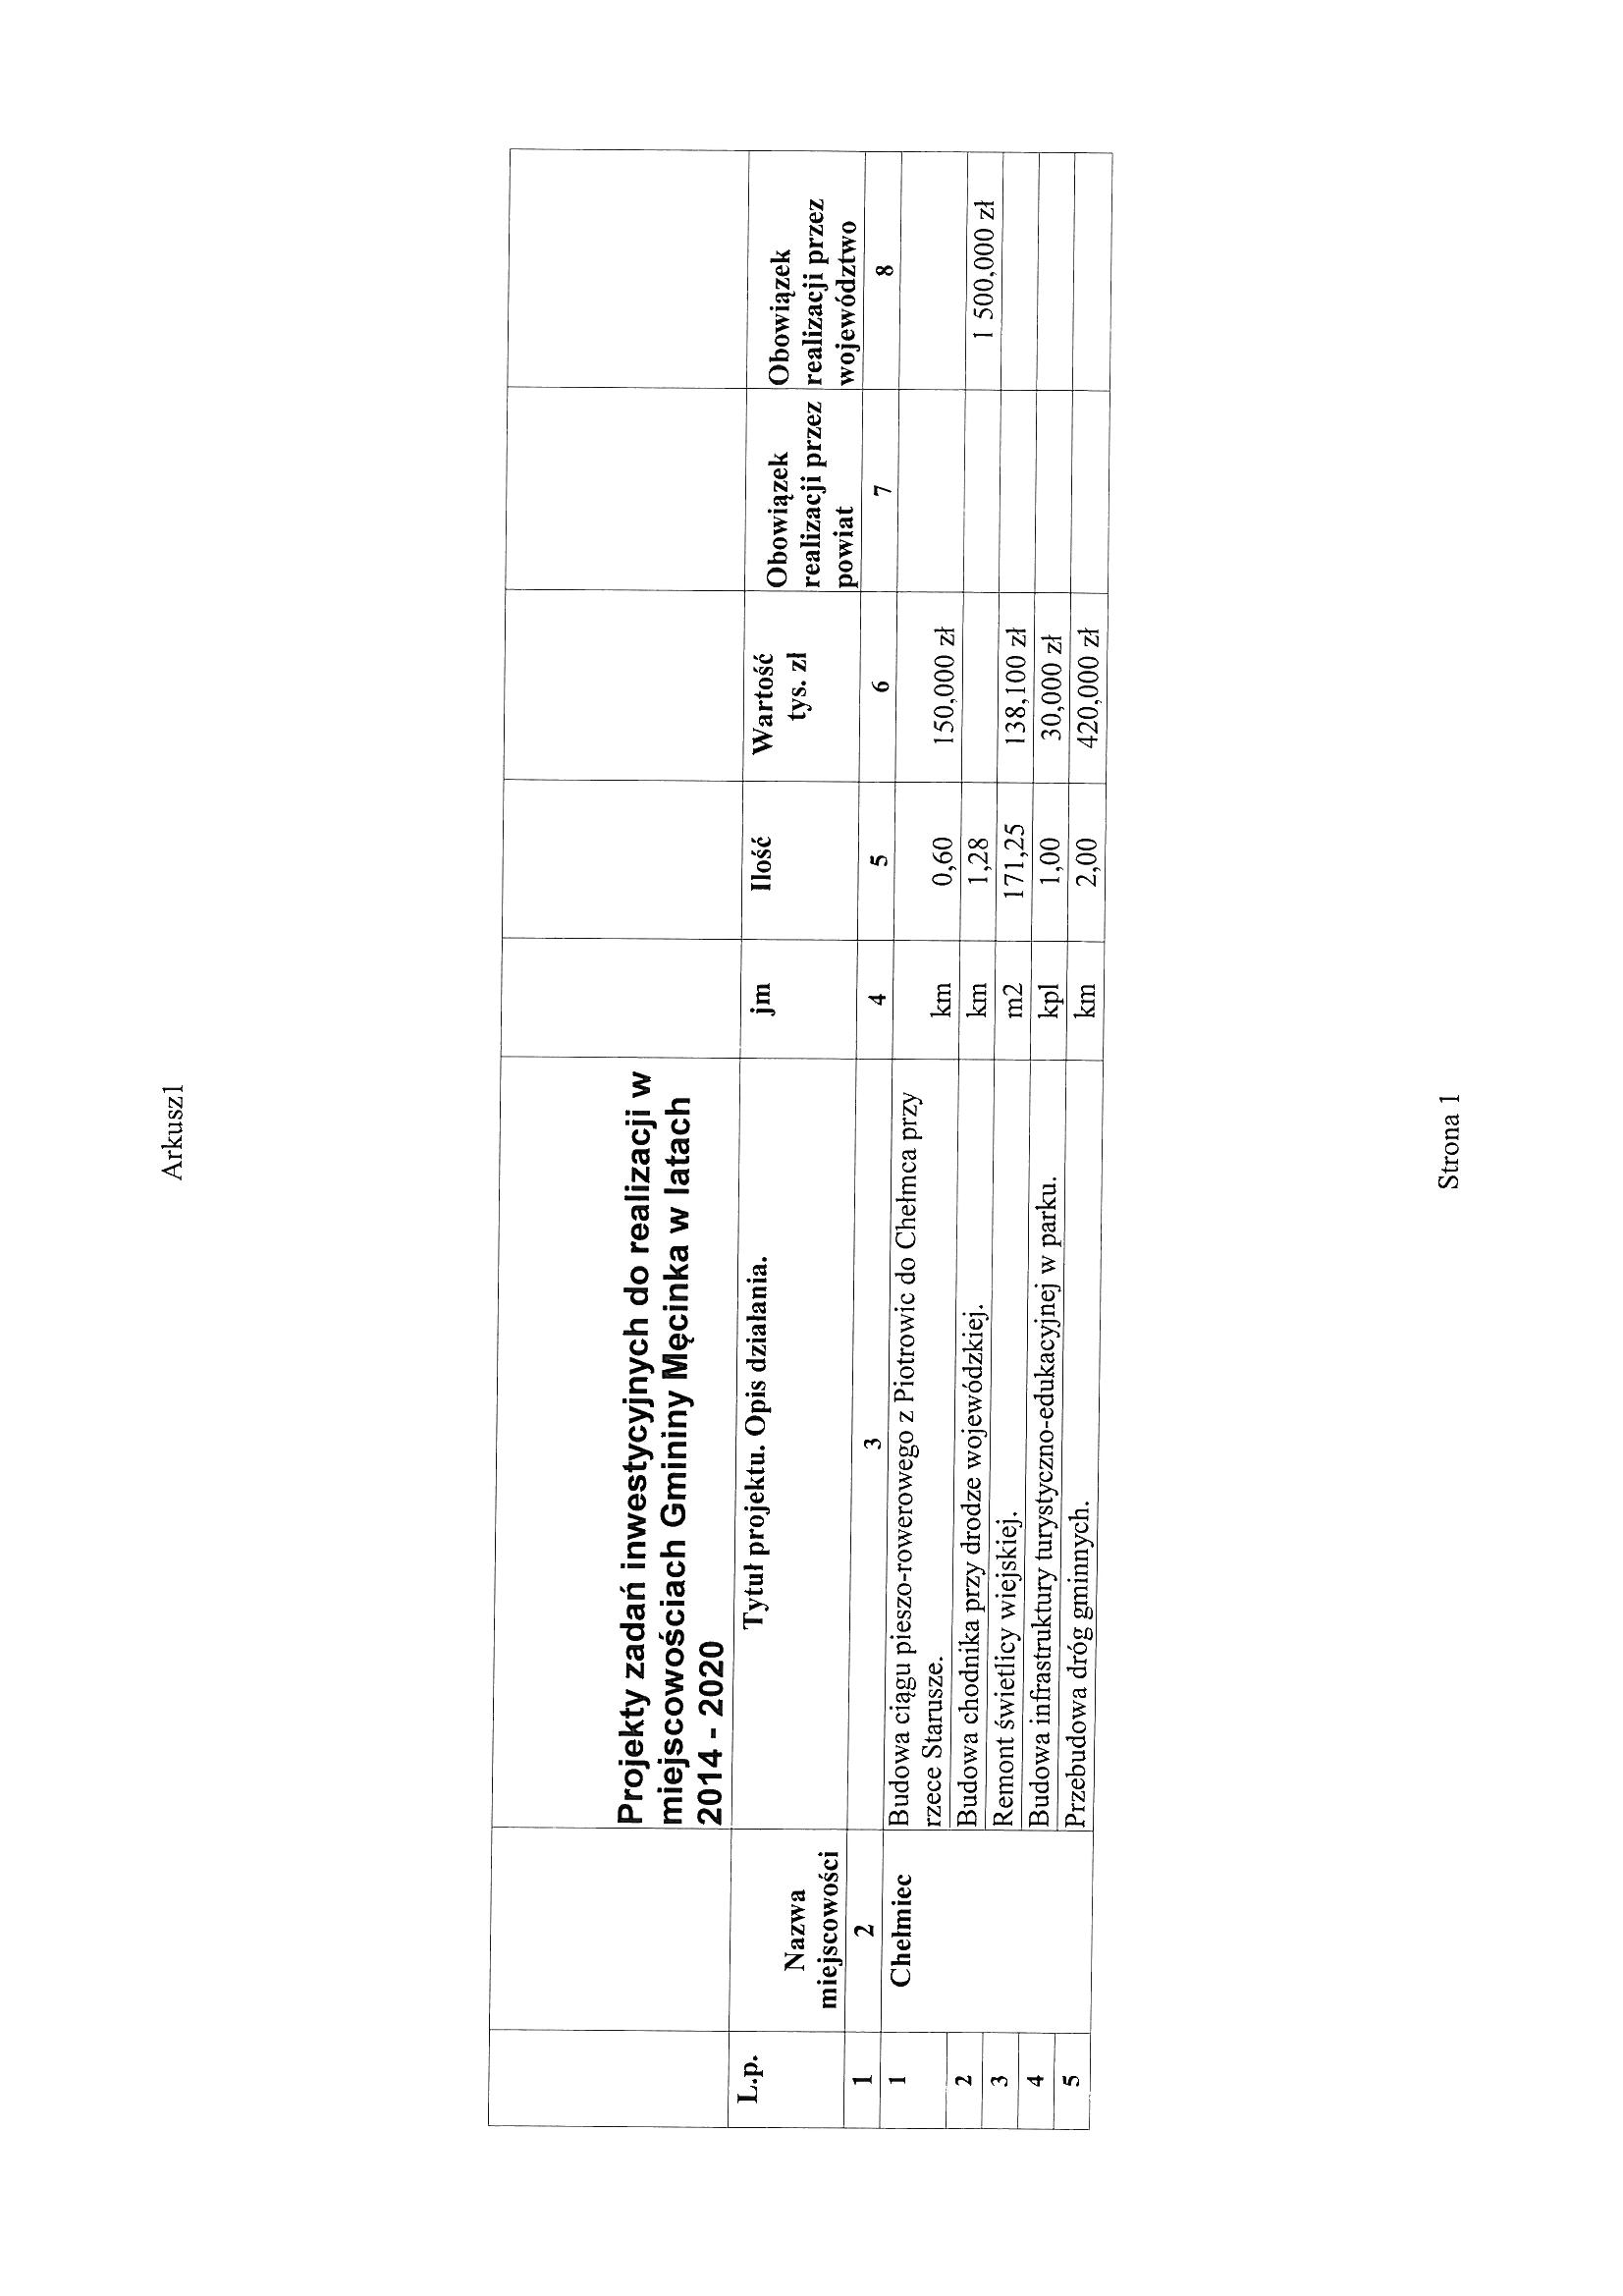 Arkusz1
Projekty zadań inwestycyjnych do realizacji w
miejscowościach Gmininy Męcinka w latach
2014 - 2020
L.p.
Nazwa
miejscowości
Tytuł projektu. Opis działania.
jm
Ilość
Wartość
tys. zł
Obowiązek
realizacji przez
powiat
Obowiązek
realizacji przez
województwo
1 2 3 4 5 6 7 8
1 Chełmiec Budowa ciągu pieszo-rowerowego z Piotrowic do Chełmca przy
rzece Starusze. km 0,60 150,000 zł
2 Budowa chodnika przy drodze wojewódzkiej. km 1,28 1 500,000 zł
3 Remont świetlicy wiejskiej. m2 171,25 138,100 zł
4 Budowa infrastruktury turystyczno-edukacyjnej w parku. kpl 1,00 30,000 zł
5 Przebudowa dróg gminnych. km 2,00 420,000 zł
Strona 1